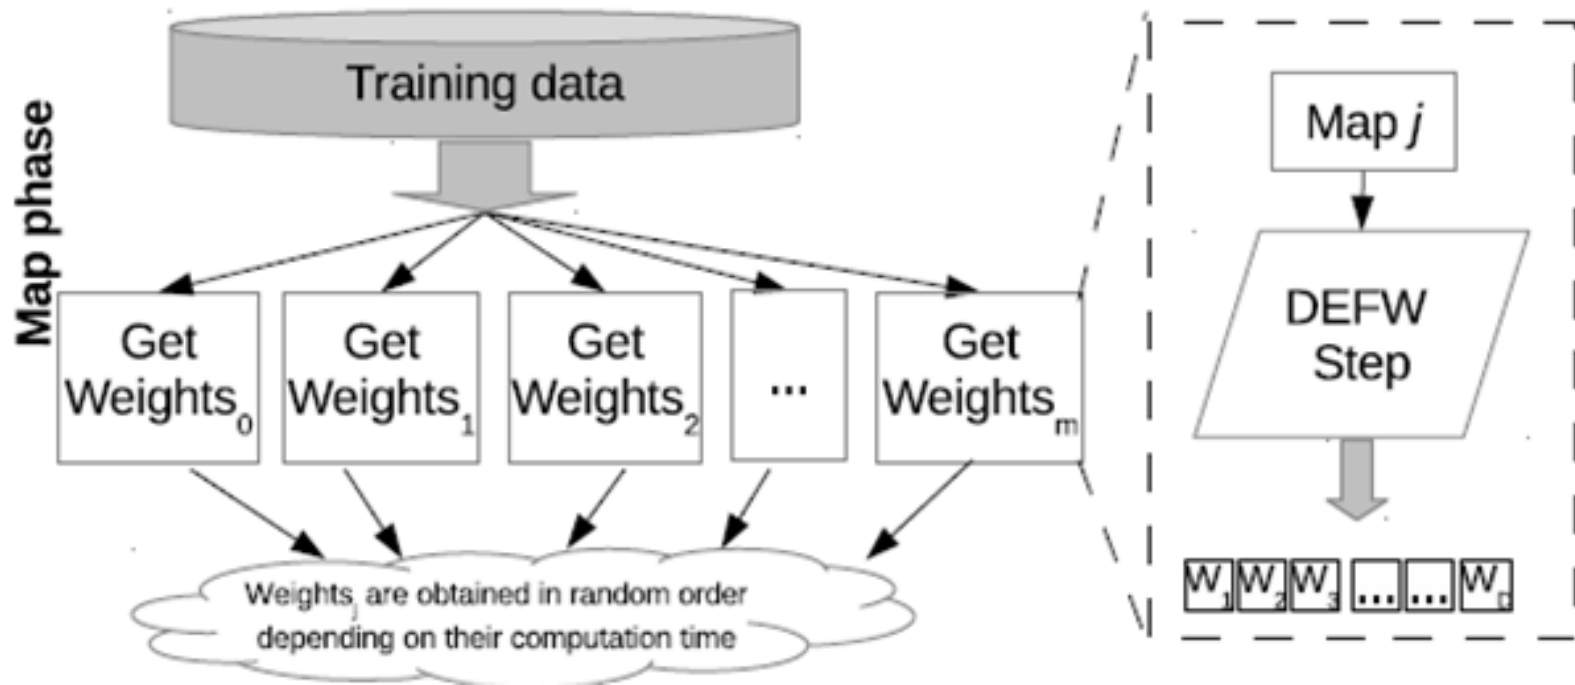 Map phase
Training data
Get
Weights0
Get
Weights1
Get
Weights2
...
Get
Weightsm
Weightsj are obtained in random order
depending on their computation time
Map j
DEFW
Step
W1 W2 W3 ... ... WD